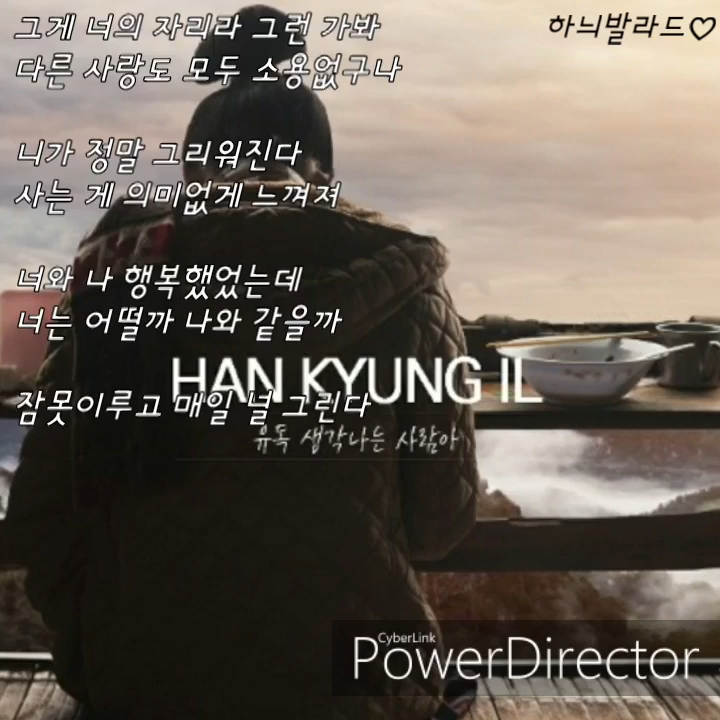 그게 너의 자리라 그런 가봐
하늬발라드♡
다른 사랑도 모두 소용없구나
니가 정말 그리워진다
사는 게 의미없게 느껴져
너와 나 행복했었는데
너는 어떨까 나와 같을까
HAN KYUNG IL
잠못이루고 매일 널 그린다
유독 생각나는 사람아
CyberLink
PowerDirector